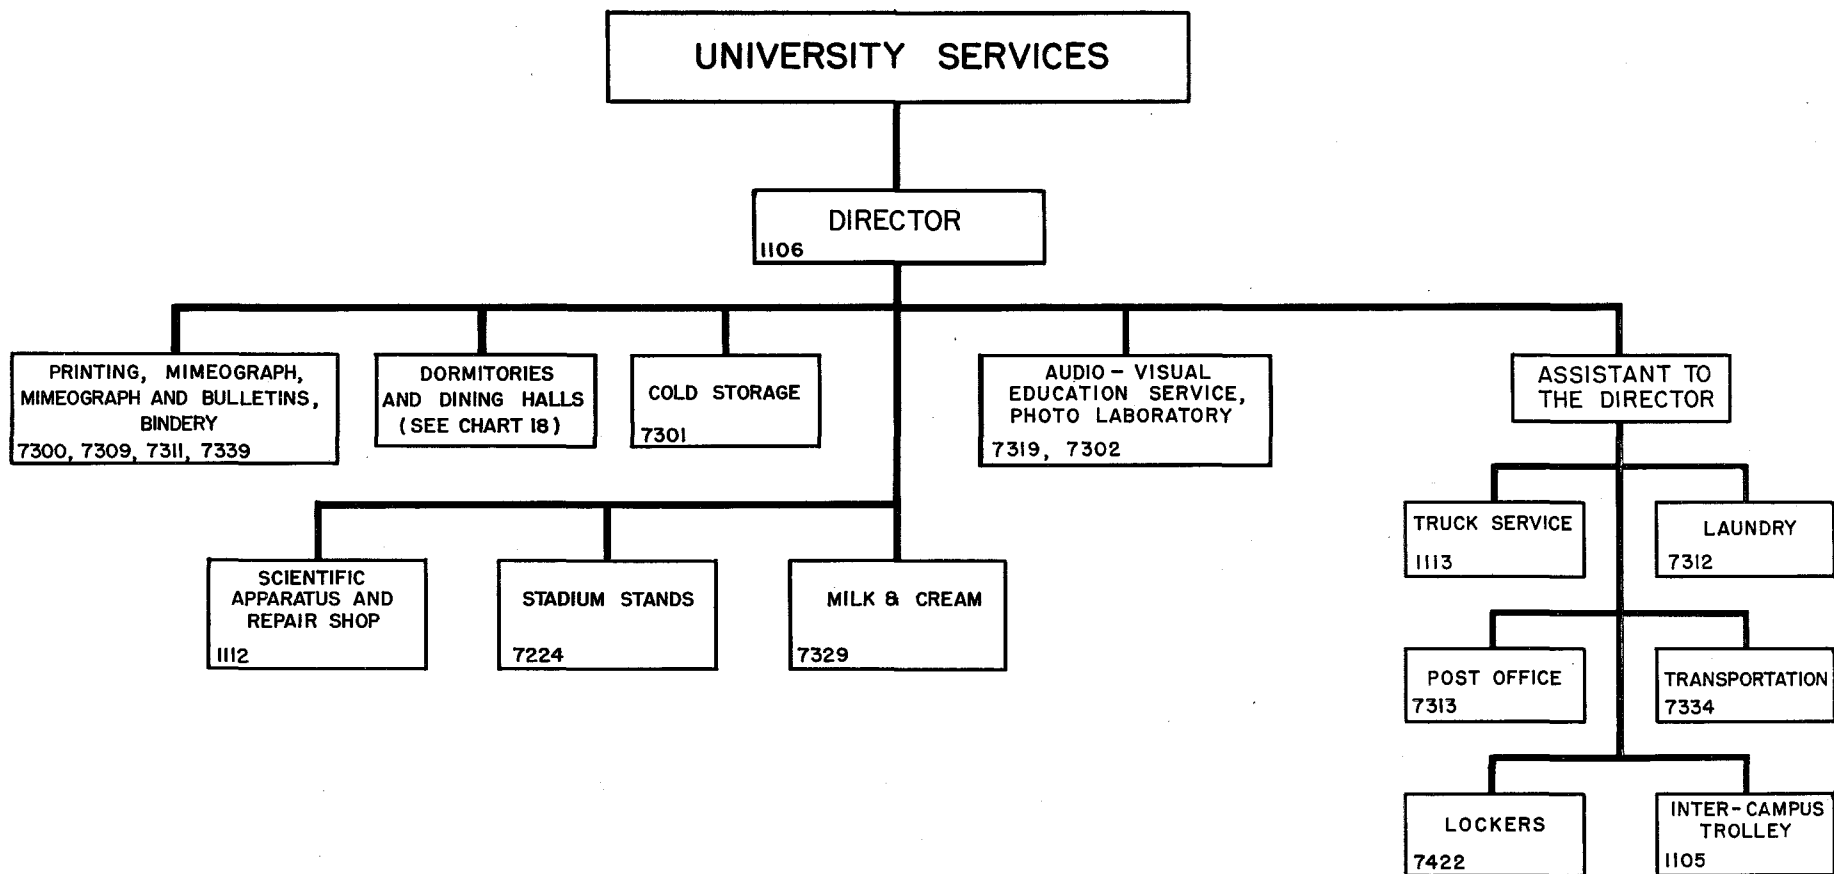 UNIVERSITY SERVICES
DIRECTOR
1106
PRINTING, MIMEOGRAPH,
MIMEOGRAPH AND BULLETINS,
BINDERY
7300, 7309, 7311, 7339
DORMITORIES
AND DINING HALLS
(SEE CHART 18)
COLD STORAGE
7301
AUDIO-VISUAL
EDUCATION SERVICE,
PHOTO LABORATORY
7319, 7302
ASSISTANT TO
THE DIRECTOR
SCIENTIFIC
APPARATUS AND
REPAIR SHOP
1112
STADIUM STANDS
7224
MILK & CREAM
7329
TRUCK SERVICE
1113
LAUNDRY
7312
POST OFFICE
7313
TRANSPORTATION
7334
LOCKERS
7422
INTER-CAMPUS
TROLLEY
1105